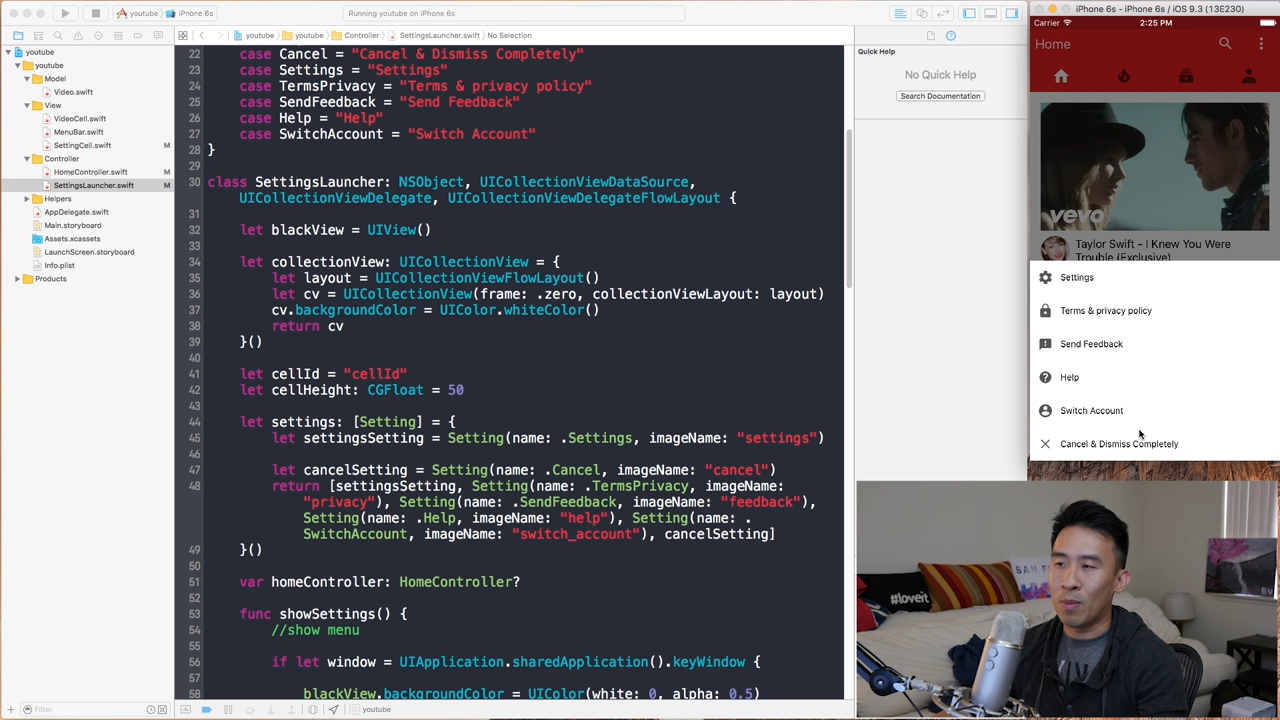 youtube
iPhone 6s
Running youtube on iPhone 6s
youtube
youtube
Controller
SettingsLauncher.swift
No Selection
youtube
youtube
Model
Video.swift
View
VideoCell.swift
MenuBar.swift
SettingCell.swift M
Controller
HomeController.swift M
SettingsLauncher.swift M
Helpers
AppDelegate.swift
Main.storyboard
Assets.xcassets
LaunchScreen.storyboard
Info.plist
Products
Filter
22 case Cancel = "Cancel & Dismiss Completely"
23 case Settings = "Settings"
24 case TermsPrivacy = "Terms & privacy policy"
25 case SendFeedback = "Send Feedback"
26 case Help = "Help"
27 case SwitchAccount = "Switch Account"
28 }
29
30 class SettingsLauncher: NSObject, UICollectionViewDataSource,
UICollectionViewDelegate, UICollectionViewDelegateFlowLayout {
31
32 let blackView = UIView()
33
34 let collectionView: UICollectionView = {
35 let layout = UICollectionViewFlowLayout()
36 let cv = UICollectionView(frame: .zero, collectionViewLayout: layout)
37 cv.backgroundColor = UIColor.whiteColor()
38 return cv
39 }()
40
41 let cellId = "cellId"
42 let cellHeight: CGFloat = 50
43
44 let settings: [Setting] = {
45 let settingsSetting = Setting(name: .Settings, imageName: "settings")
46
47 let cancelSetting = Setting(name: .Cancel, imageName: "cancel")
48 return [settingsSetting, Setting(name: .TermsPrivacy, imageName:
"privacy"), Setting(name: .SendFeedback, imageName: "feedback"),
Setting(name: .Help, imageName: "help"), Setting(name: .
SwitchAccount, imageName: "switch_account"), cancelSetting]
49 }()
50
51 var homeController: HomeController?
52
53 func showSettings() {
54 //show menu
55
56 if let window = UIApplication.sharedApplication().keyWindow {
57
58 blackView.backgroundColor = UIColor(white: 0, alpha: 0.5)
youtube
Quick Help
No Quick Help
Search Documentation
iPhone 6s - iPhone 6s / iOS 9.3 (13E230)
Carrier 2:25 PM
Home
vevo
Taylor Swift - I Knew You Were
Trouble (Exclusive)
Settings
Terms & privacy policy
Send Feedback
Help
Switch Account
Cancel & Dismiss Completely
#loveit